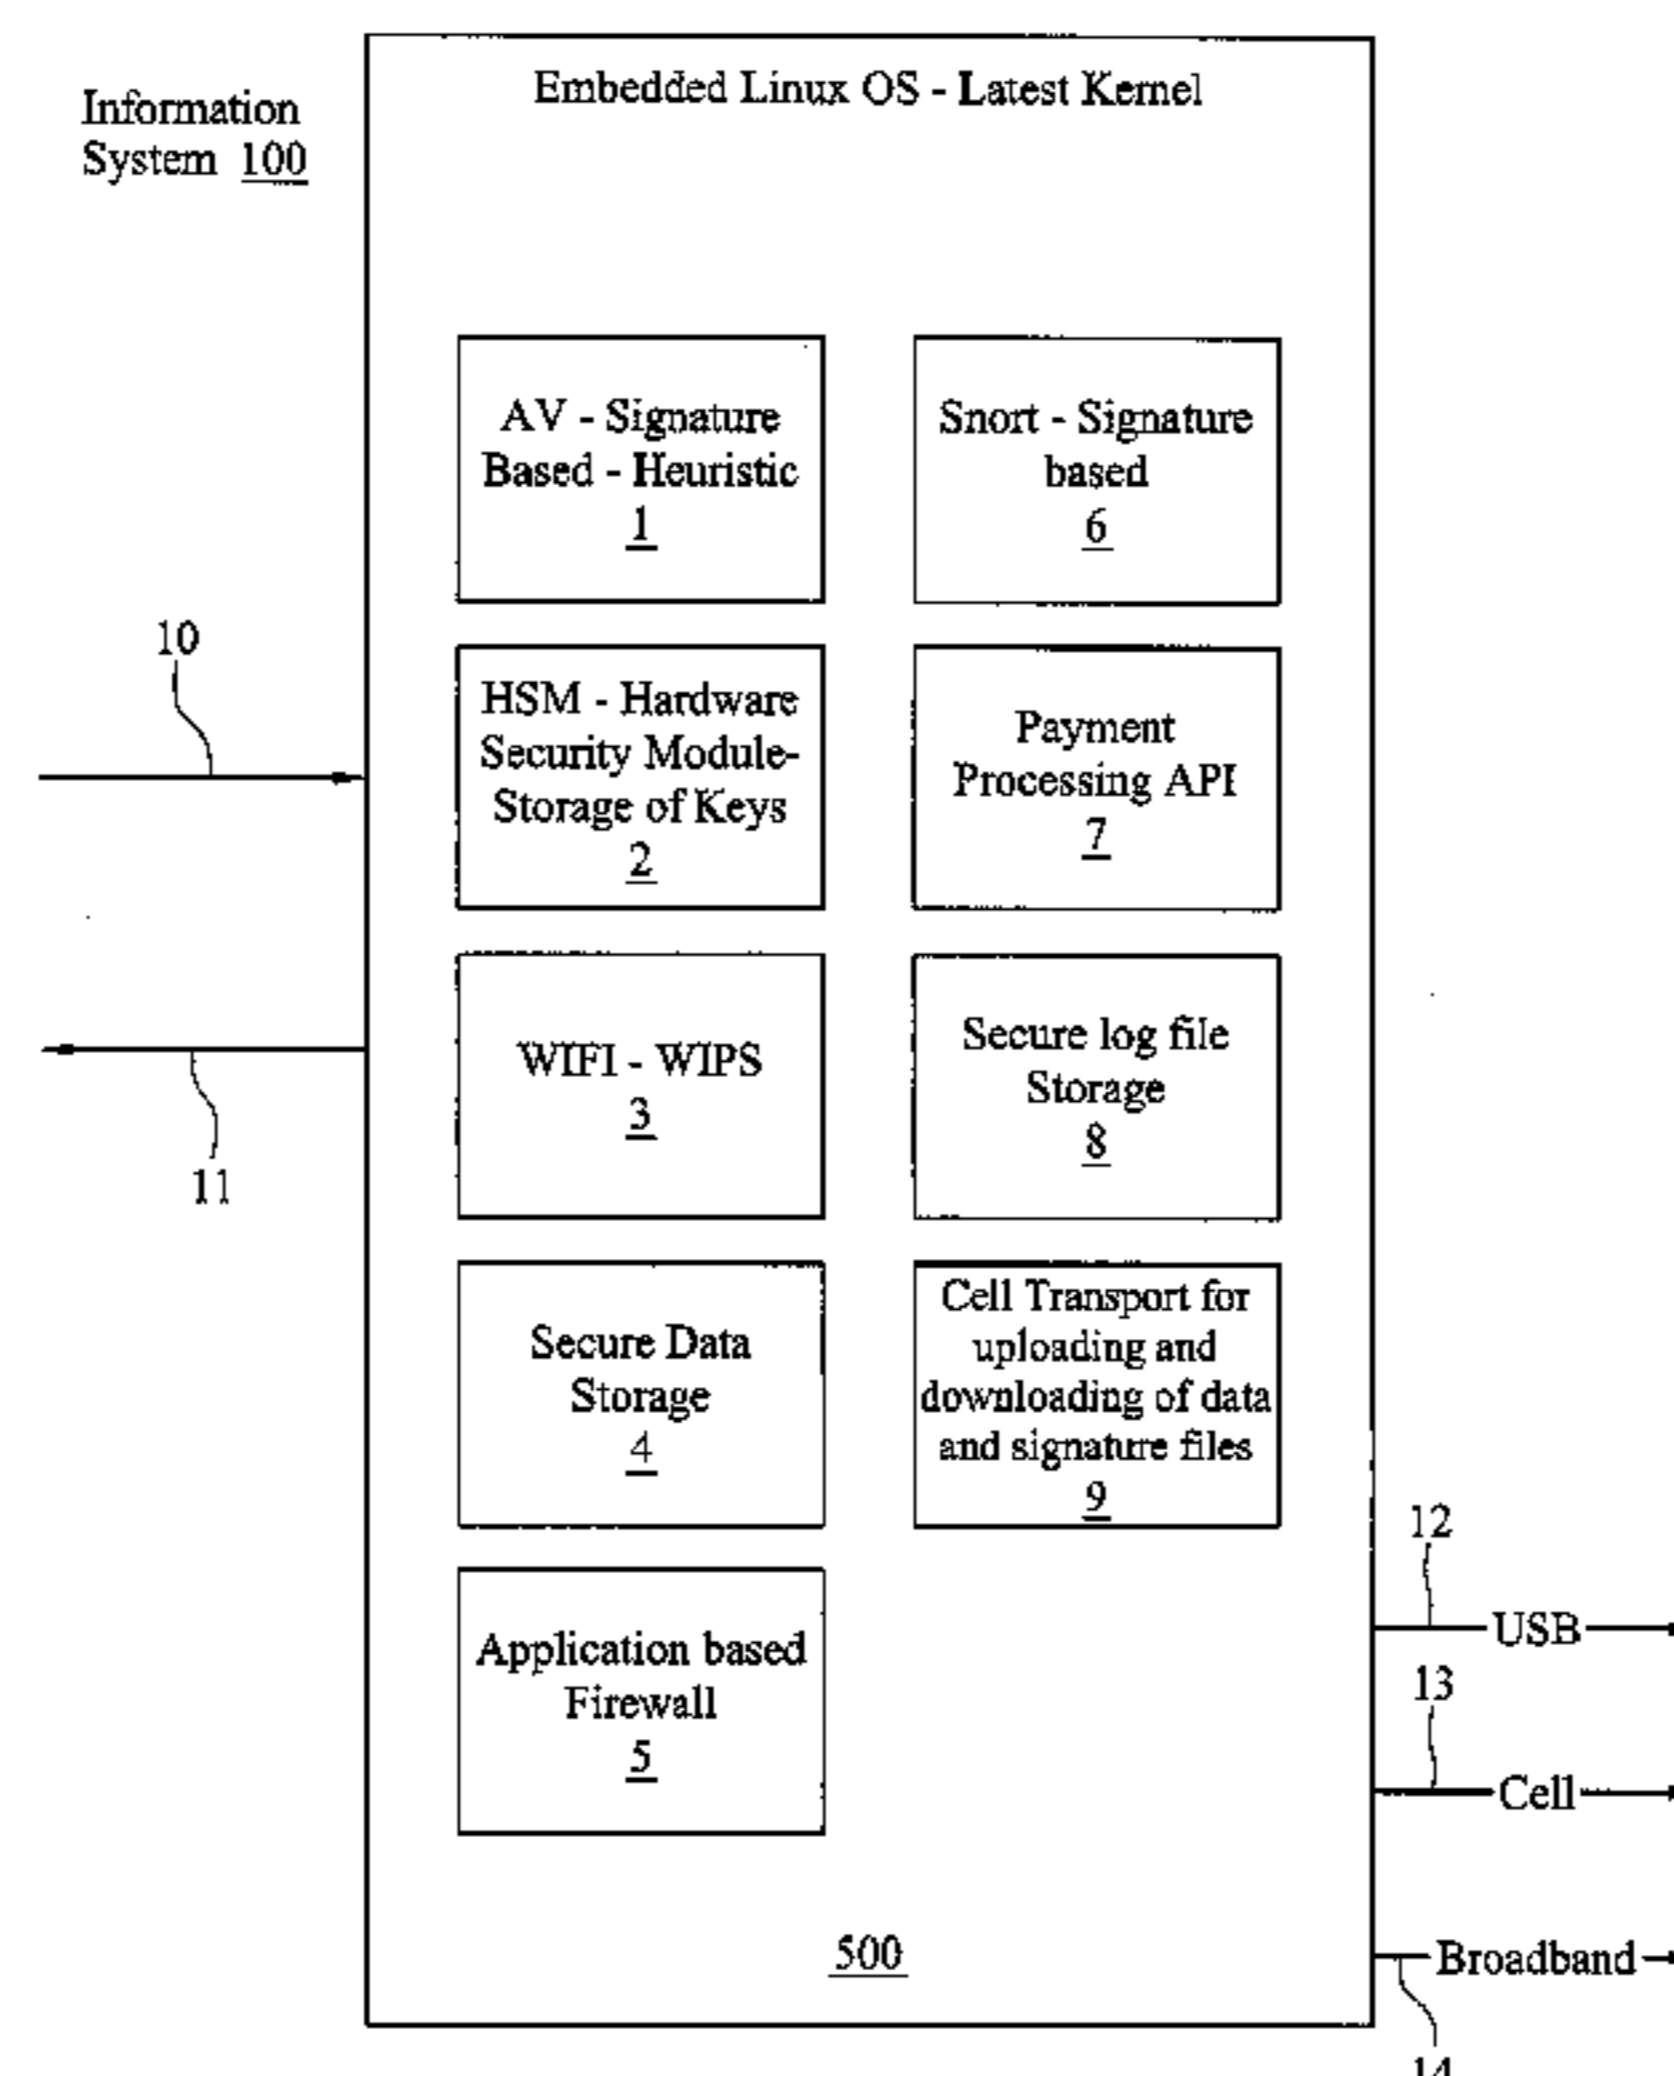 Embedded Linux OS - Latest Kernel
Information
System 100
AV - Signature
Based - Heuristic
1
Snort - Signature
based
6
10
HSM - Hardware
Security Module-
Storage of Keys
2
Payment
Processing API
7
WIFI - WIPS
3
Secure log file
Storage
8
11
Secure Data
Storage
4
Cell Transport for
uploading and
downloading of data
and signature files
9
12
USB
Application based
Firewall
5
13
Cell
500
Broadband
14